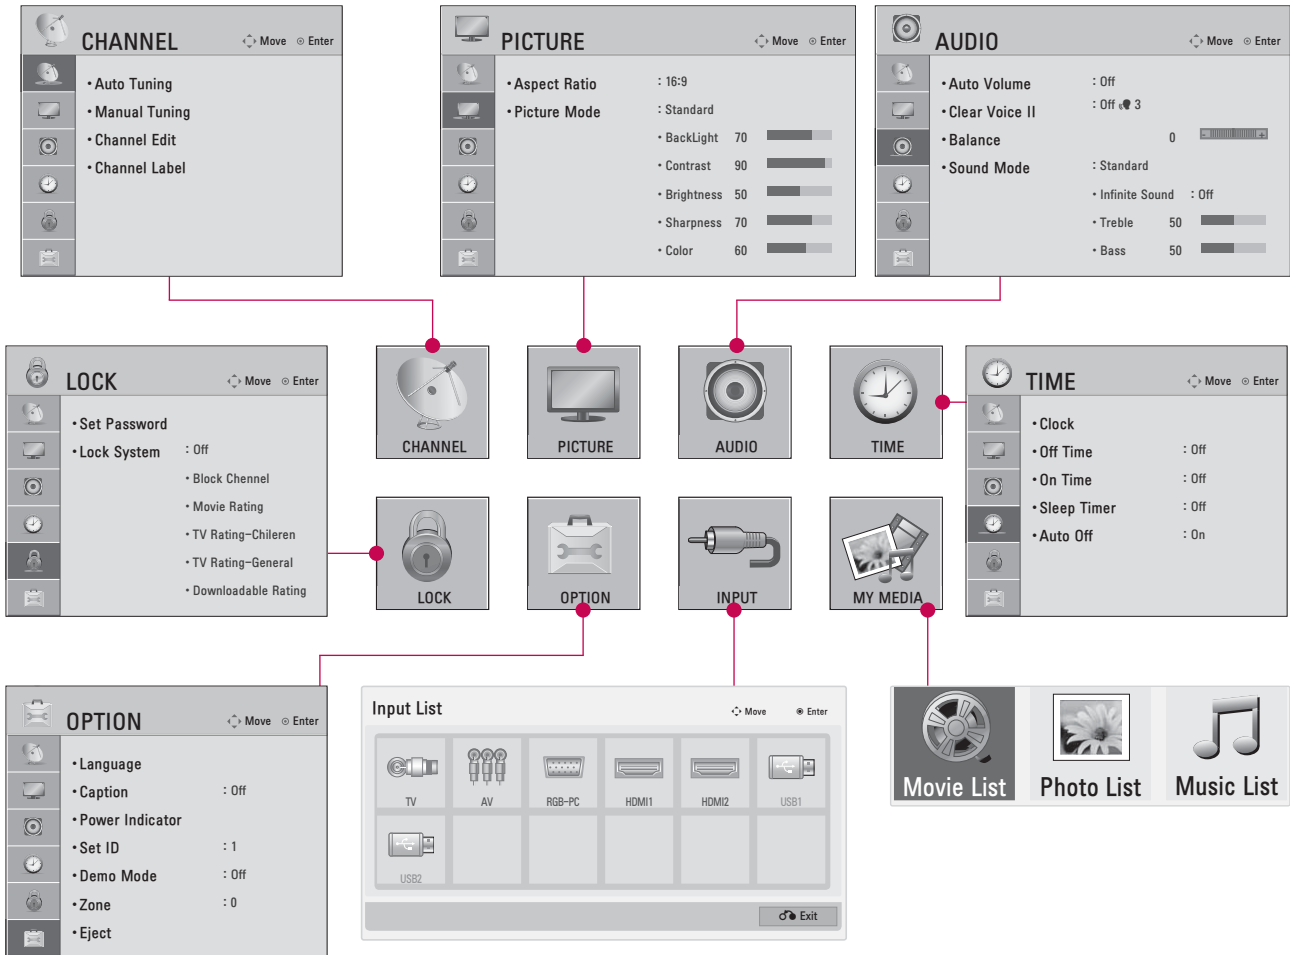 CHANNEL Move Enter
• Auto Tuning
• Manual Tuning
• Channel Edit
• Channel Label
PICTURE Move Enter
• Aspect Ratio : 16:9
• Picture Mode : Standard
• BackLight 70
• Contrast 90
• Brightness 50
• Sharpness 70
• Color 60
AUDIO Move Enter
• Auto Volume : Off
• Clear Voice II : Off 3
• Balance 0 - +
• Sound Mode : Standard
• Infinite Sound : Off
• Treble 50
• Bass 50
LOCK Move Enter
• Set Password
• Lock System : Off
• Block Chennel
• Movie Rating
• TV Rating-Chileren
• TV Rating-General
• Downloadable Rating
CHANNEL
PICTURE
AUDIO
TIME
LOCK
OPTION
INPUT
MY MEDIA
TIME Move Enter
• Clock
• Off Time : Off
• On Time : Off
• Sleep Timer : Off
• Auto Off : On
OPTION Move Enter
• Language
• Caption : Off
• Power Indicator
• Set ID : 1
• Demo Mode : Off
• Zone : 0
• Eject
Input List Move Enter
TV AV RGB-PC HDMI1 HDMI2 USB1
USB2
Exit
Movie List
Photo List
Music List